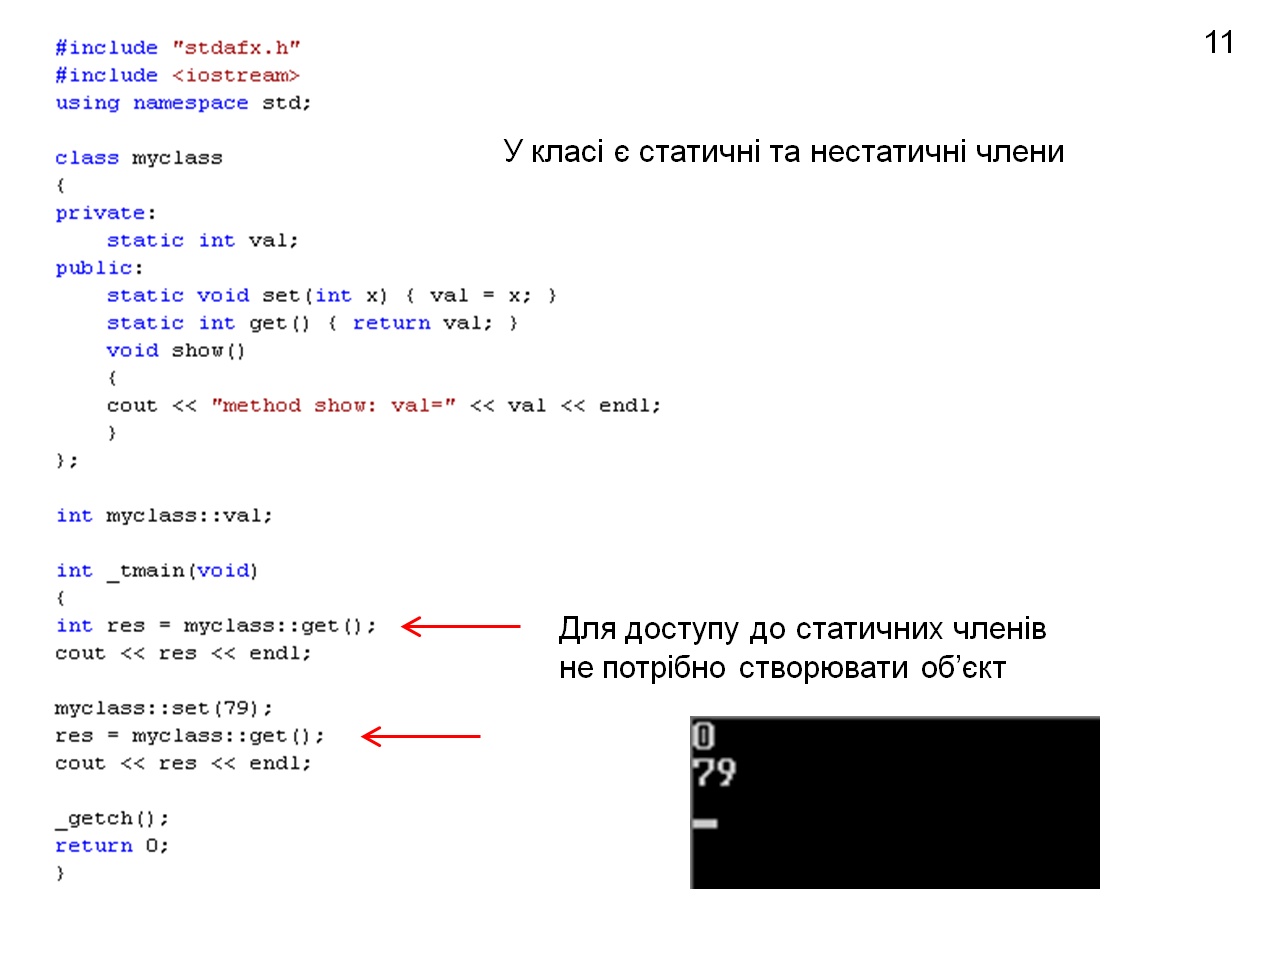 11
#include "stdafx.h"
#include <iostream>
using namespace std;
У класі є статичні та нестатичні члени
class myclass
{
private:
    static int val;
public:
    static void set(int x) { val = x; }
    static int get() { return val; }
    void show()
    {
    cout << "method show: val=" << val << endl;
    }
};
int myclass::val;
int _tmain(void)
{
int res = myclass::get();
cout << res << endl;
Для доступу до статичних членів
не потрібно створювати об’єкт
myclass::set(79);
res = myclass::get();
cout << res << endl;
_getch();
return 0;
}
0
79